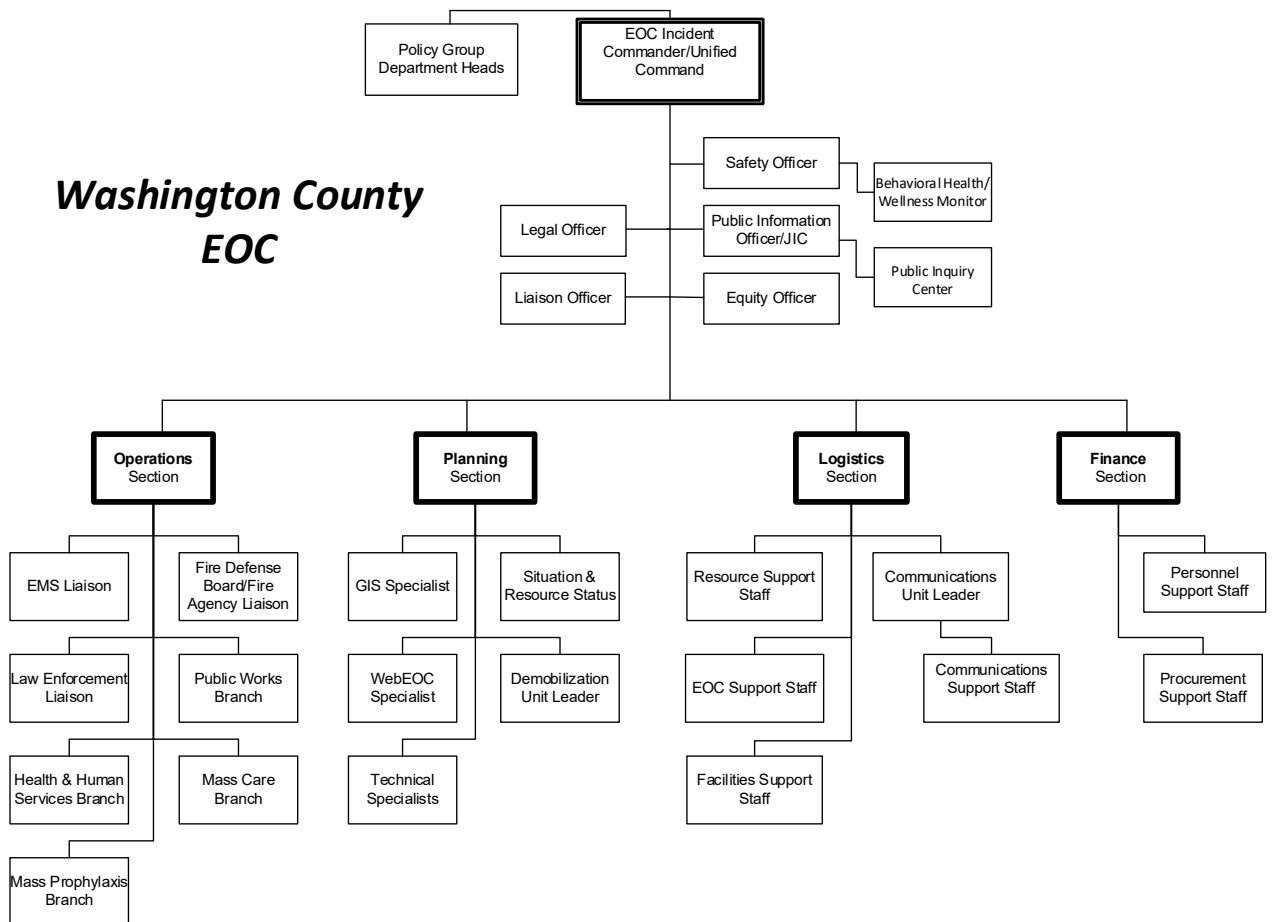 Policy Group
Department Heads
EOC Incident
Commander/Unified
Command
Washington County
EOC
Safety Officer
Behavioral Health/
Wellness Monitor
Legal Officer
Public Information
Officer/JIC
Public Inquiry
Center
Liaison Officer
Equity Officer
Operations
Section
Planning
Section
Logistics
Section
Finance
Section
EMS Liaison
Fire Defense
Board/Fire
Agency Liaison
GIS Specialist
Situation &
Resource Status
Resource Support
Staff
Communications
Unit Leader
Personnel
Support Staff
Law Enforcement
Liaison
Public Works
Branch
WebEOC
Specialist
Demobilization
Unit Leader
EOC Support Staff
Communications
Support Staff
Procurement
Support Staff
Health & Human
Services Branch
Mass Care
Branch
Technical
Specialists
Facilities Support
Staff
Mass Prophylaxis
Branch